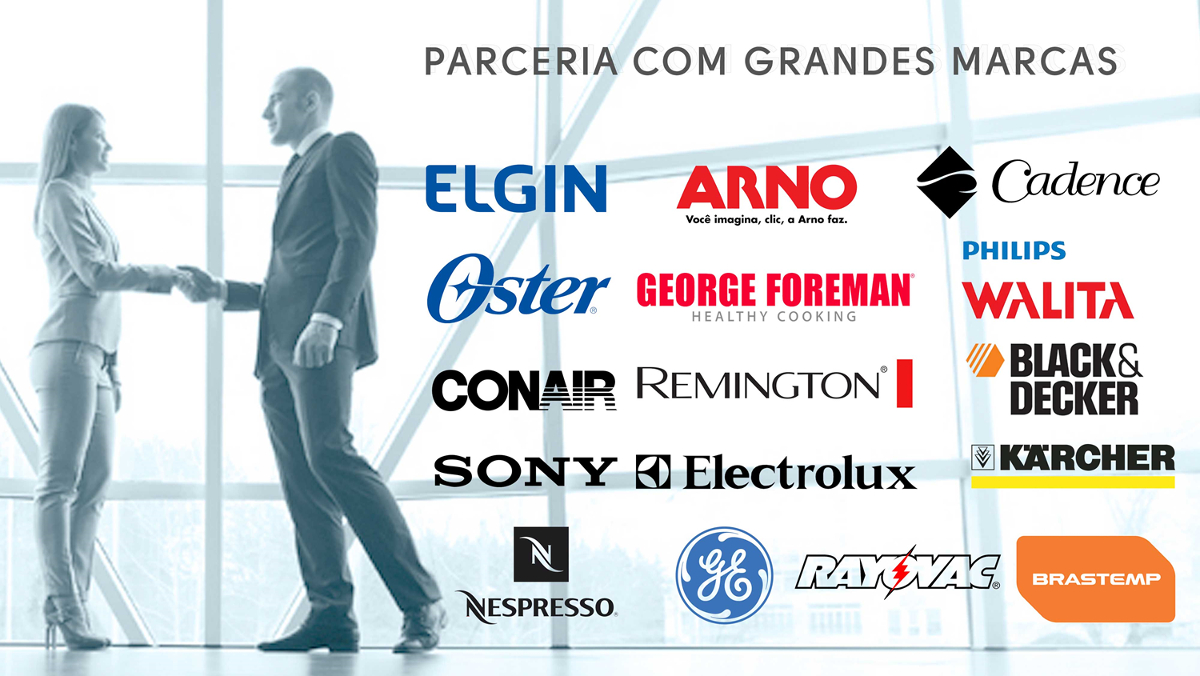 PARCERIA COM GRANDES MARCAS
ELGIN
ARNO
Você imagina, clic, a Arno faz.
Cadence
Oster®
GEORGE FOREMAN®
HEALTHY COOKING
PHILIPS
WALITA
CONAIR
REMINGTON®
BLACK&
DECKER
SONY
Electrolux
KÄRCHER
N
NESPRESSO®
GE
RAYOVAC®
BRASTEMP